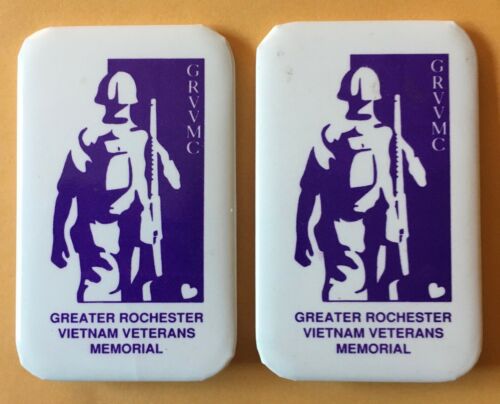 GRVVMC
GREATER ROCHESTER
VIETNAM VETERANS
MEMORIAL
GRVVMC
GREATER ROCHESTER
VIETNAM VETERANS
MEMORIAL